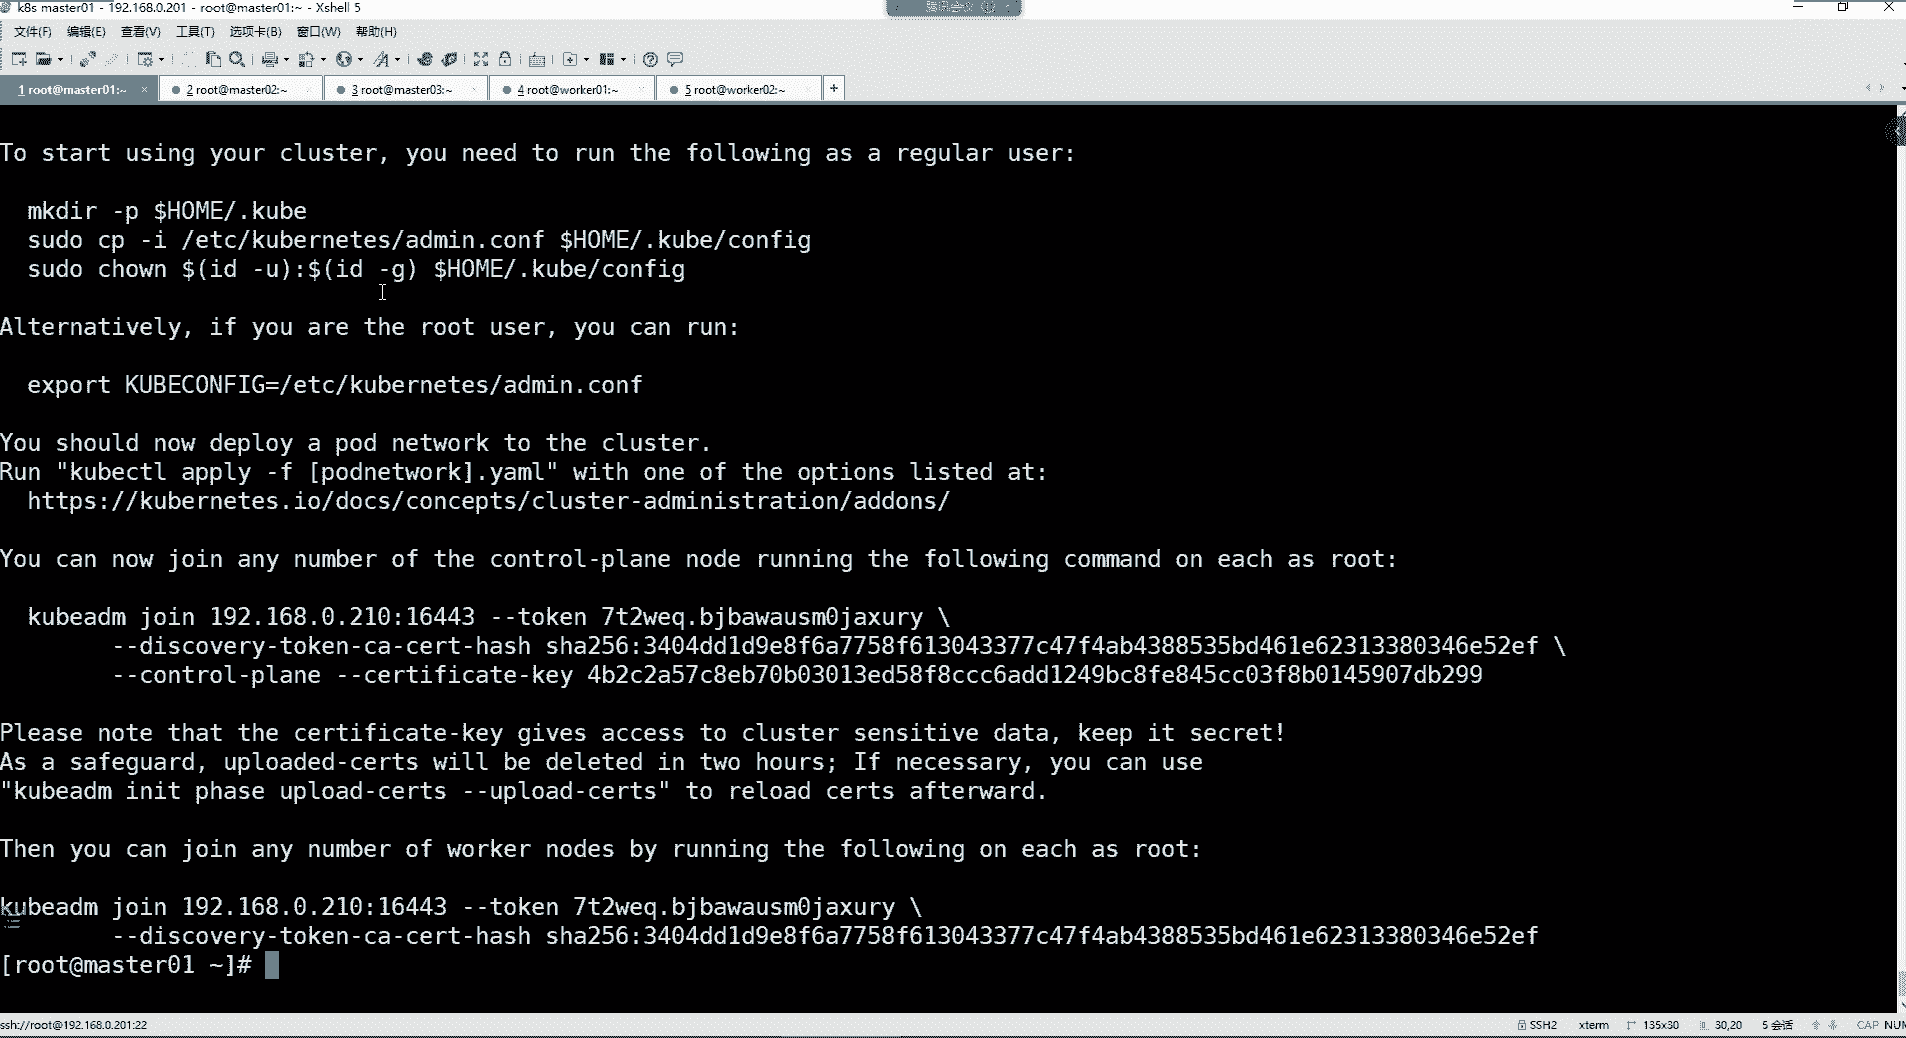 k8s master01 - 192.168.0.201 - root@master01:~ - Xshell 5
文件(F) 编辑(E) 查看(V) 工具(T) 选项卡(B) 窗口(W) 帮助(H)
1 root@master01:~ × 2 root@master02:~ 3 root@master03:~ 4 root@worker01:~ 5 root@worker02:~ +
To start using your cluster, you need to run the following as a regular user:
mkdir -p $HOME/.kube
sudo cp -i /etc/kubernetes/admin.conf $HOME/.kube/config
sudo chown $(id -u):$(id -g) $HOME/.kube/config
Alternatively, if you are the root user, you can run:
export KUBECONFIG=/etc/kubernetes/admin.conf
You should now deploy a pod network to the cluster.
Run "kubectl apply -f [podnetwork].yaml" with one of the options listed at:
https://kubernetes.io/docs/concepts/cluster-administration/addons/
You can now join any number of the control-plane node running the following command on each as root:
kubeadm join 192.168.0.210:16443 --token 7t2weq.bjbawausm0jaxury \
--discovery-token-ca-cert-hash sha256:3404dd1d9e8f6a7758f613043377c47f4ab4388535bd461e62313380346e52ef \
--control-plane --certificate-key 4b2c2a57c8eb70b03013ed58f8ccc6add1249bc8fe845cc03f8b0145907db299
Please note that the certificate-key gives access to cluster sensitive data, keep it secret!
As a safeguard, uploaded-certs will be deleted in two hours; If necessary, you can use
"kubeadm init phase upload-certs --upload-certs" to reload certs afterward.
Then you can join any number of worker nodes by running the following on each as root:
kubeadm join 192.168.0.210:16443 --token 7t2weq.bjbawausm0jaxury \
--discovery-token-ca-cert-hash sha256:3404dd1d9e8f6a7758f613043377c47f4ab4388535bd461e62313380346e52ef
[root@master01 ~]#
ssh://root@192.168.0.201:22 SSH2 xterm 135x30 30,20 5 会话 CAP NUM